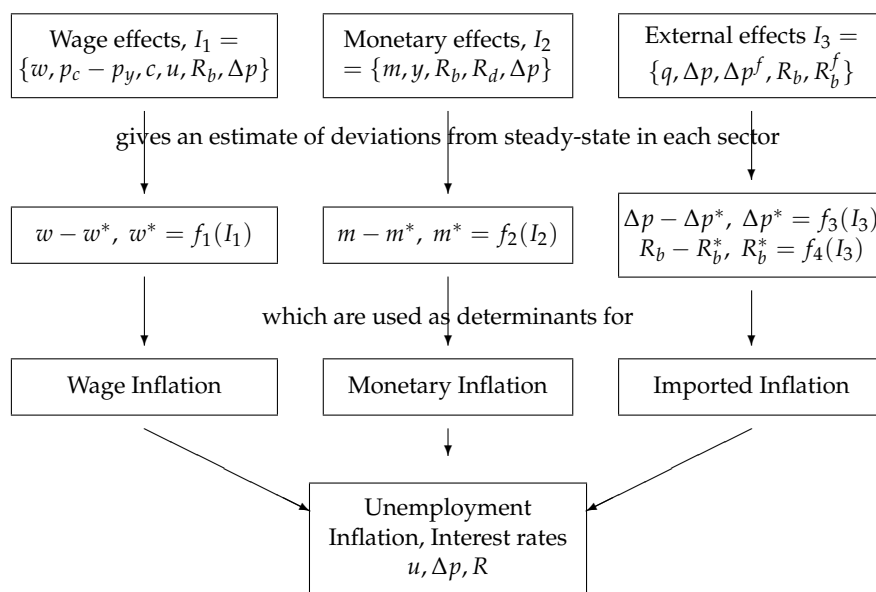 Wage effects, I₁ =
{w, p_c − p_y, c, u, R_b, Δp}
Monetary effects, I₂
= {m, y, R_b, R_d, Δp}
External effects I₃ =
{q, Δp, Δp^f, R_b, R_b^f}
gives an estimate of deviations from steady-state in each sector
w − w*, w* = f₁(I₁)
m − m*, m* = f₂(I₂)
Δp − Δp*, Δp* = f₃(I₃)
R_b − R_b*, R_b* = f₄(I₃)
which are used as determinants for
Wage Inflation
Monetary Inflation
Imported Inflation
Unemployment
Inflation, Interest rates
u, Δp, R